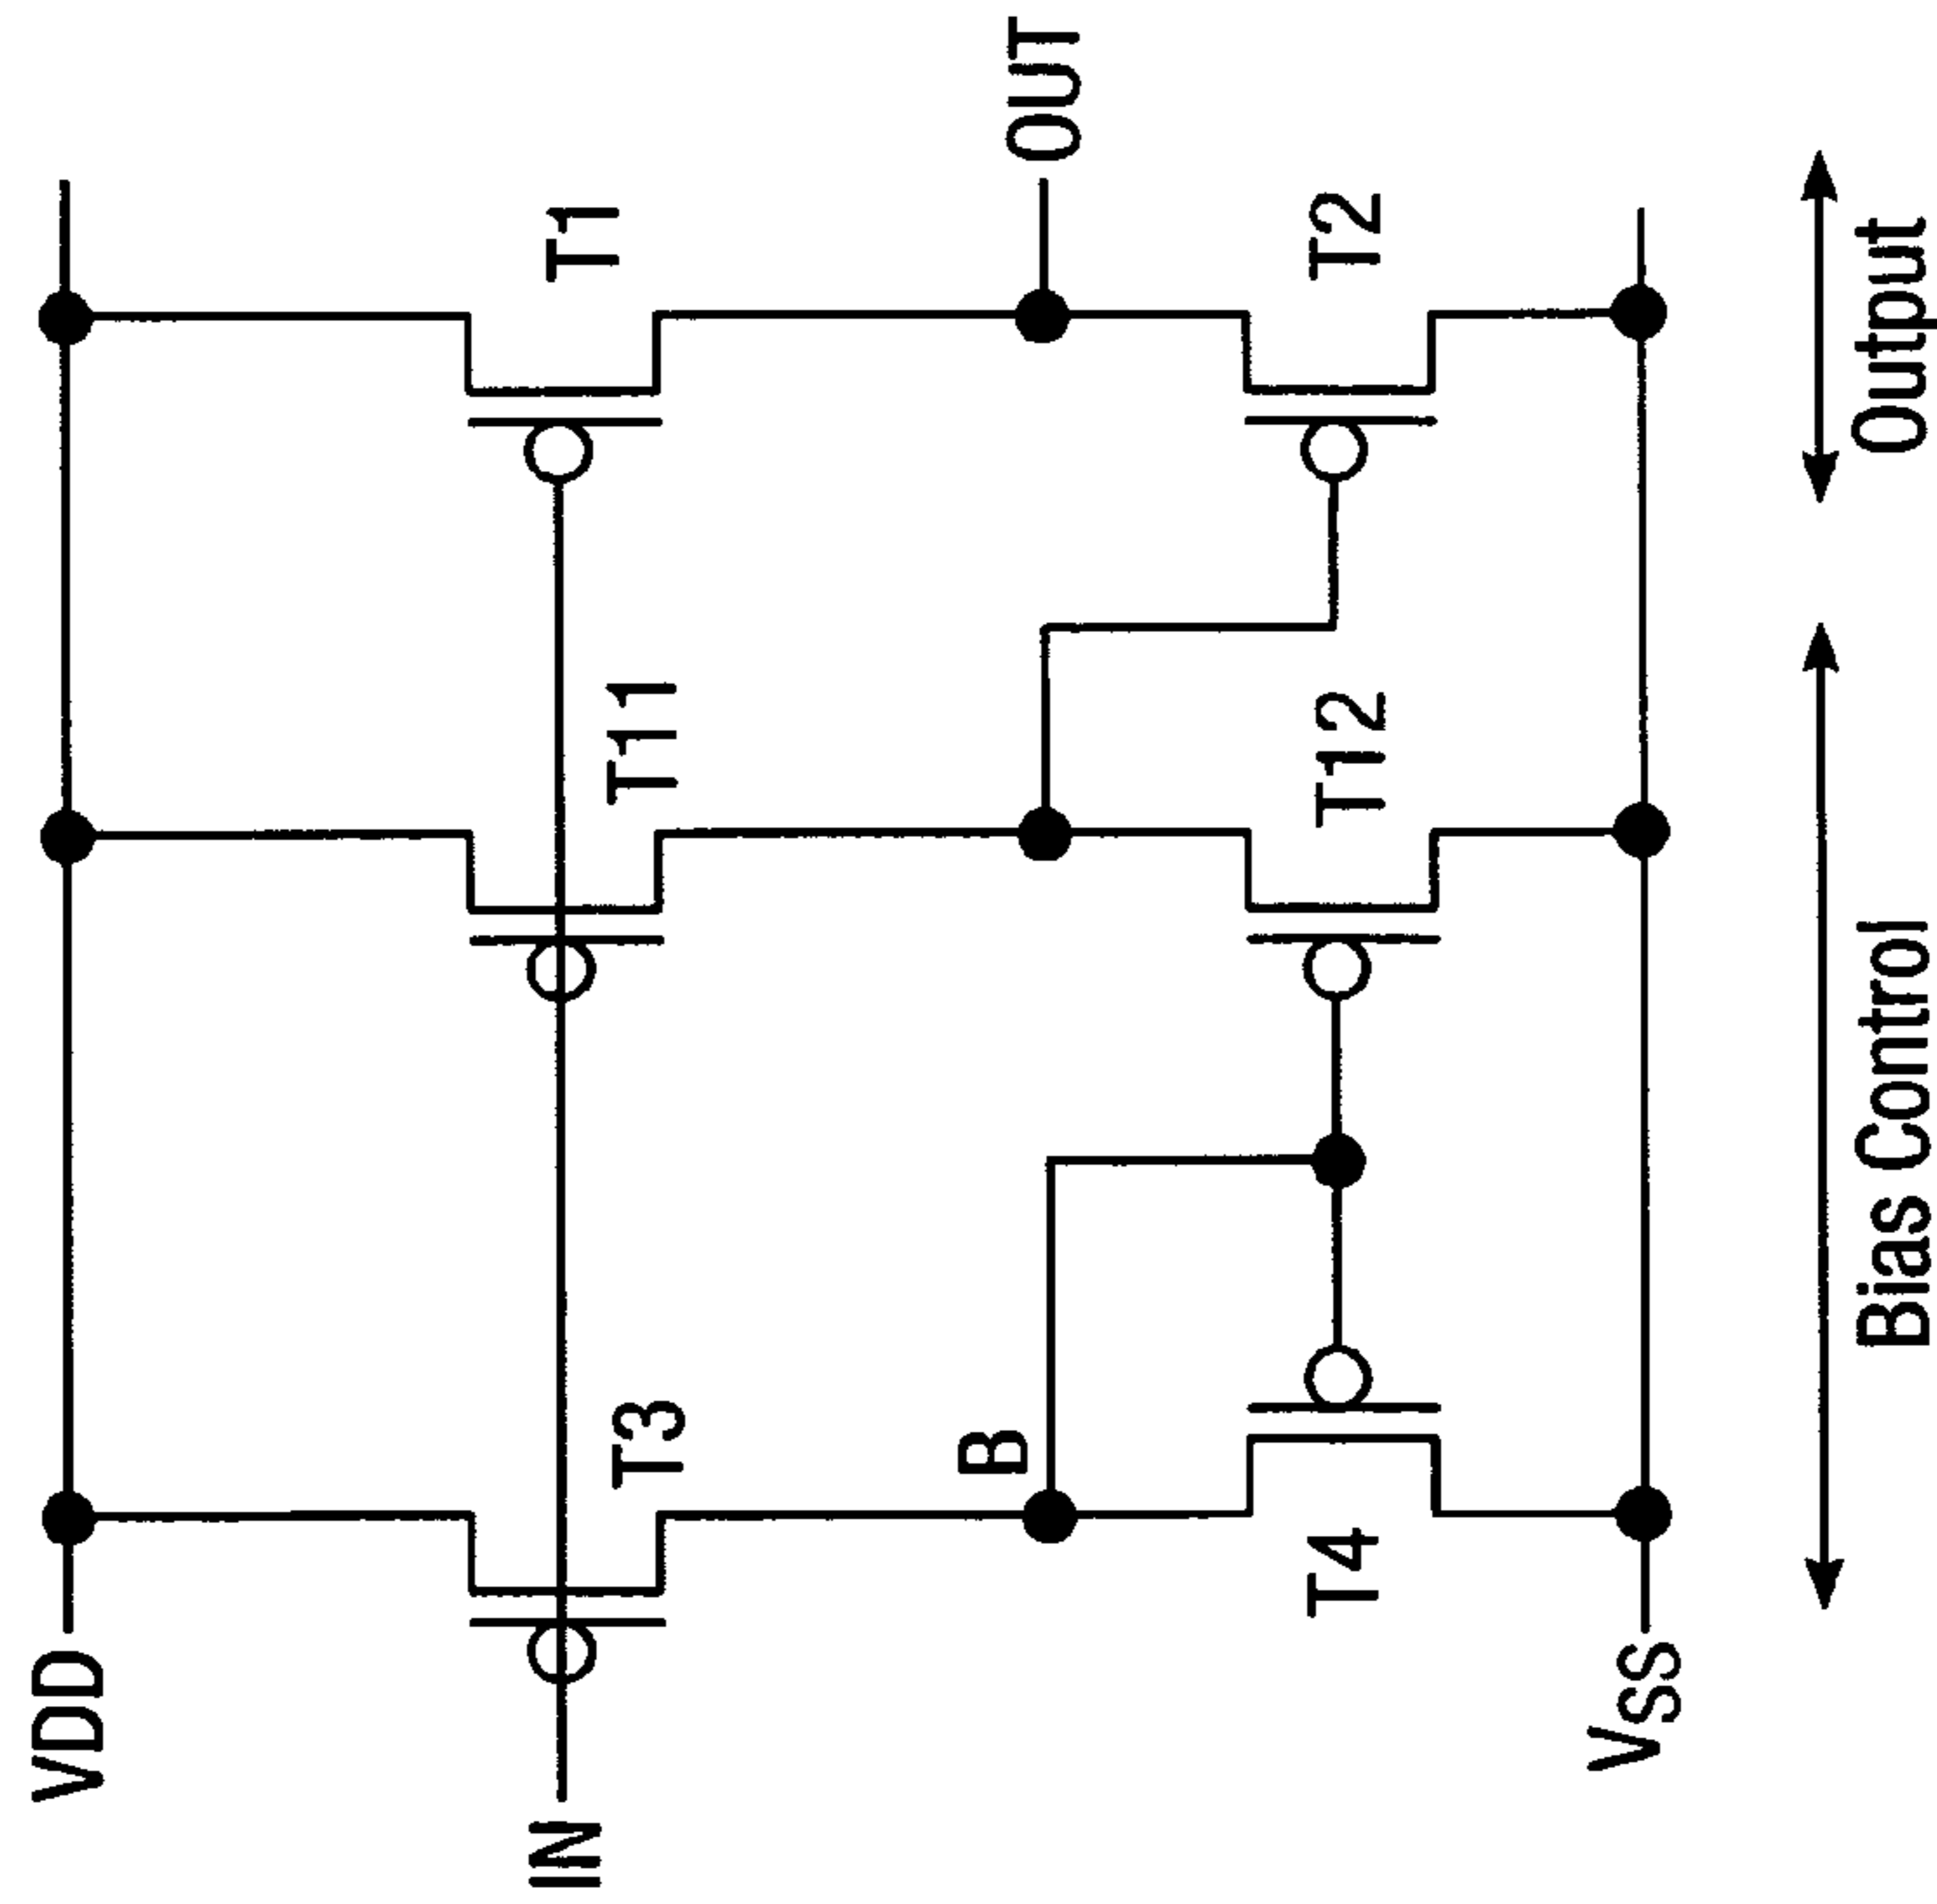 VDD
IN
Vss
T3
B
T4
T11
T12
T1
T2
OUT
Bias Control
Output